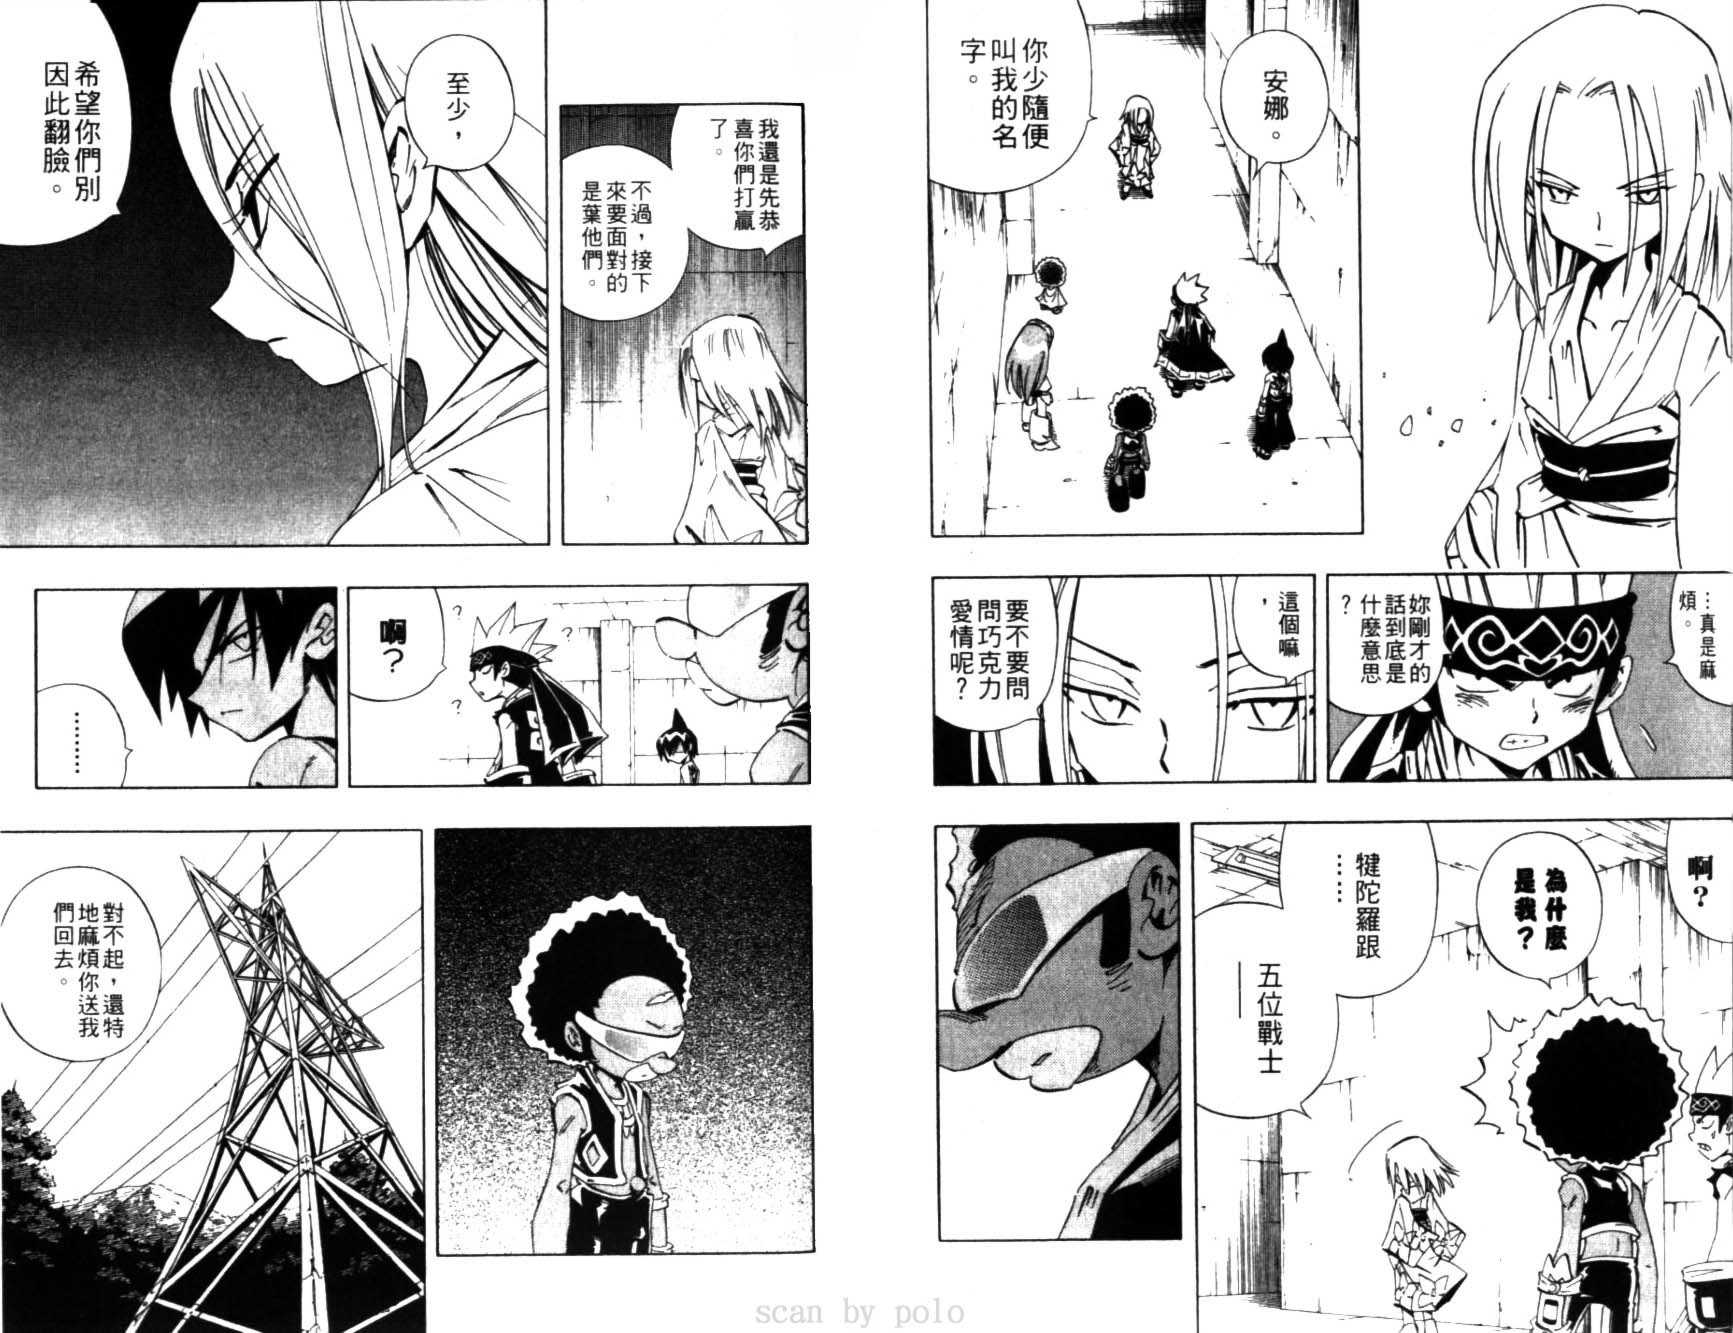 安娜。
你少隨便
叫我的名
字。
…真是麻
煩。
妳剛才的
話到底是
什麼意思
？
這個嘛
，
要不要問
問巧克力
愛情呢？
啊？
為什麼
是我？
犍陀羅跟
……
五位戰士
──
我還是先恭
喜你們打贏
了。
不過，接下
來要面對的
是葉他們。
至少，
希望你們別
因此翻臉。
?
?
?
啊？
………
對不起，還特
地麻煩你送我
們回去。
scan by polo